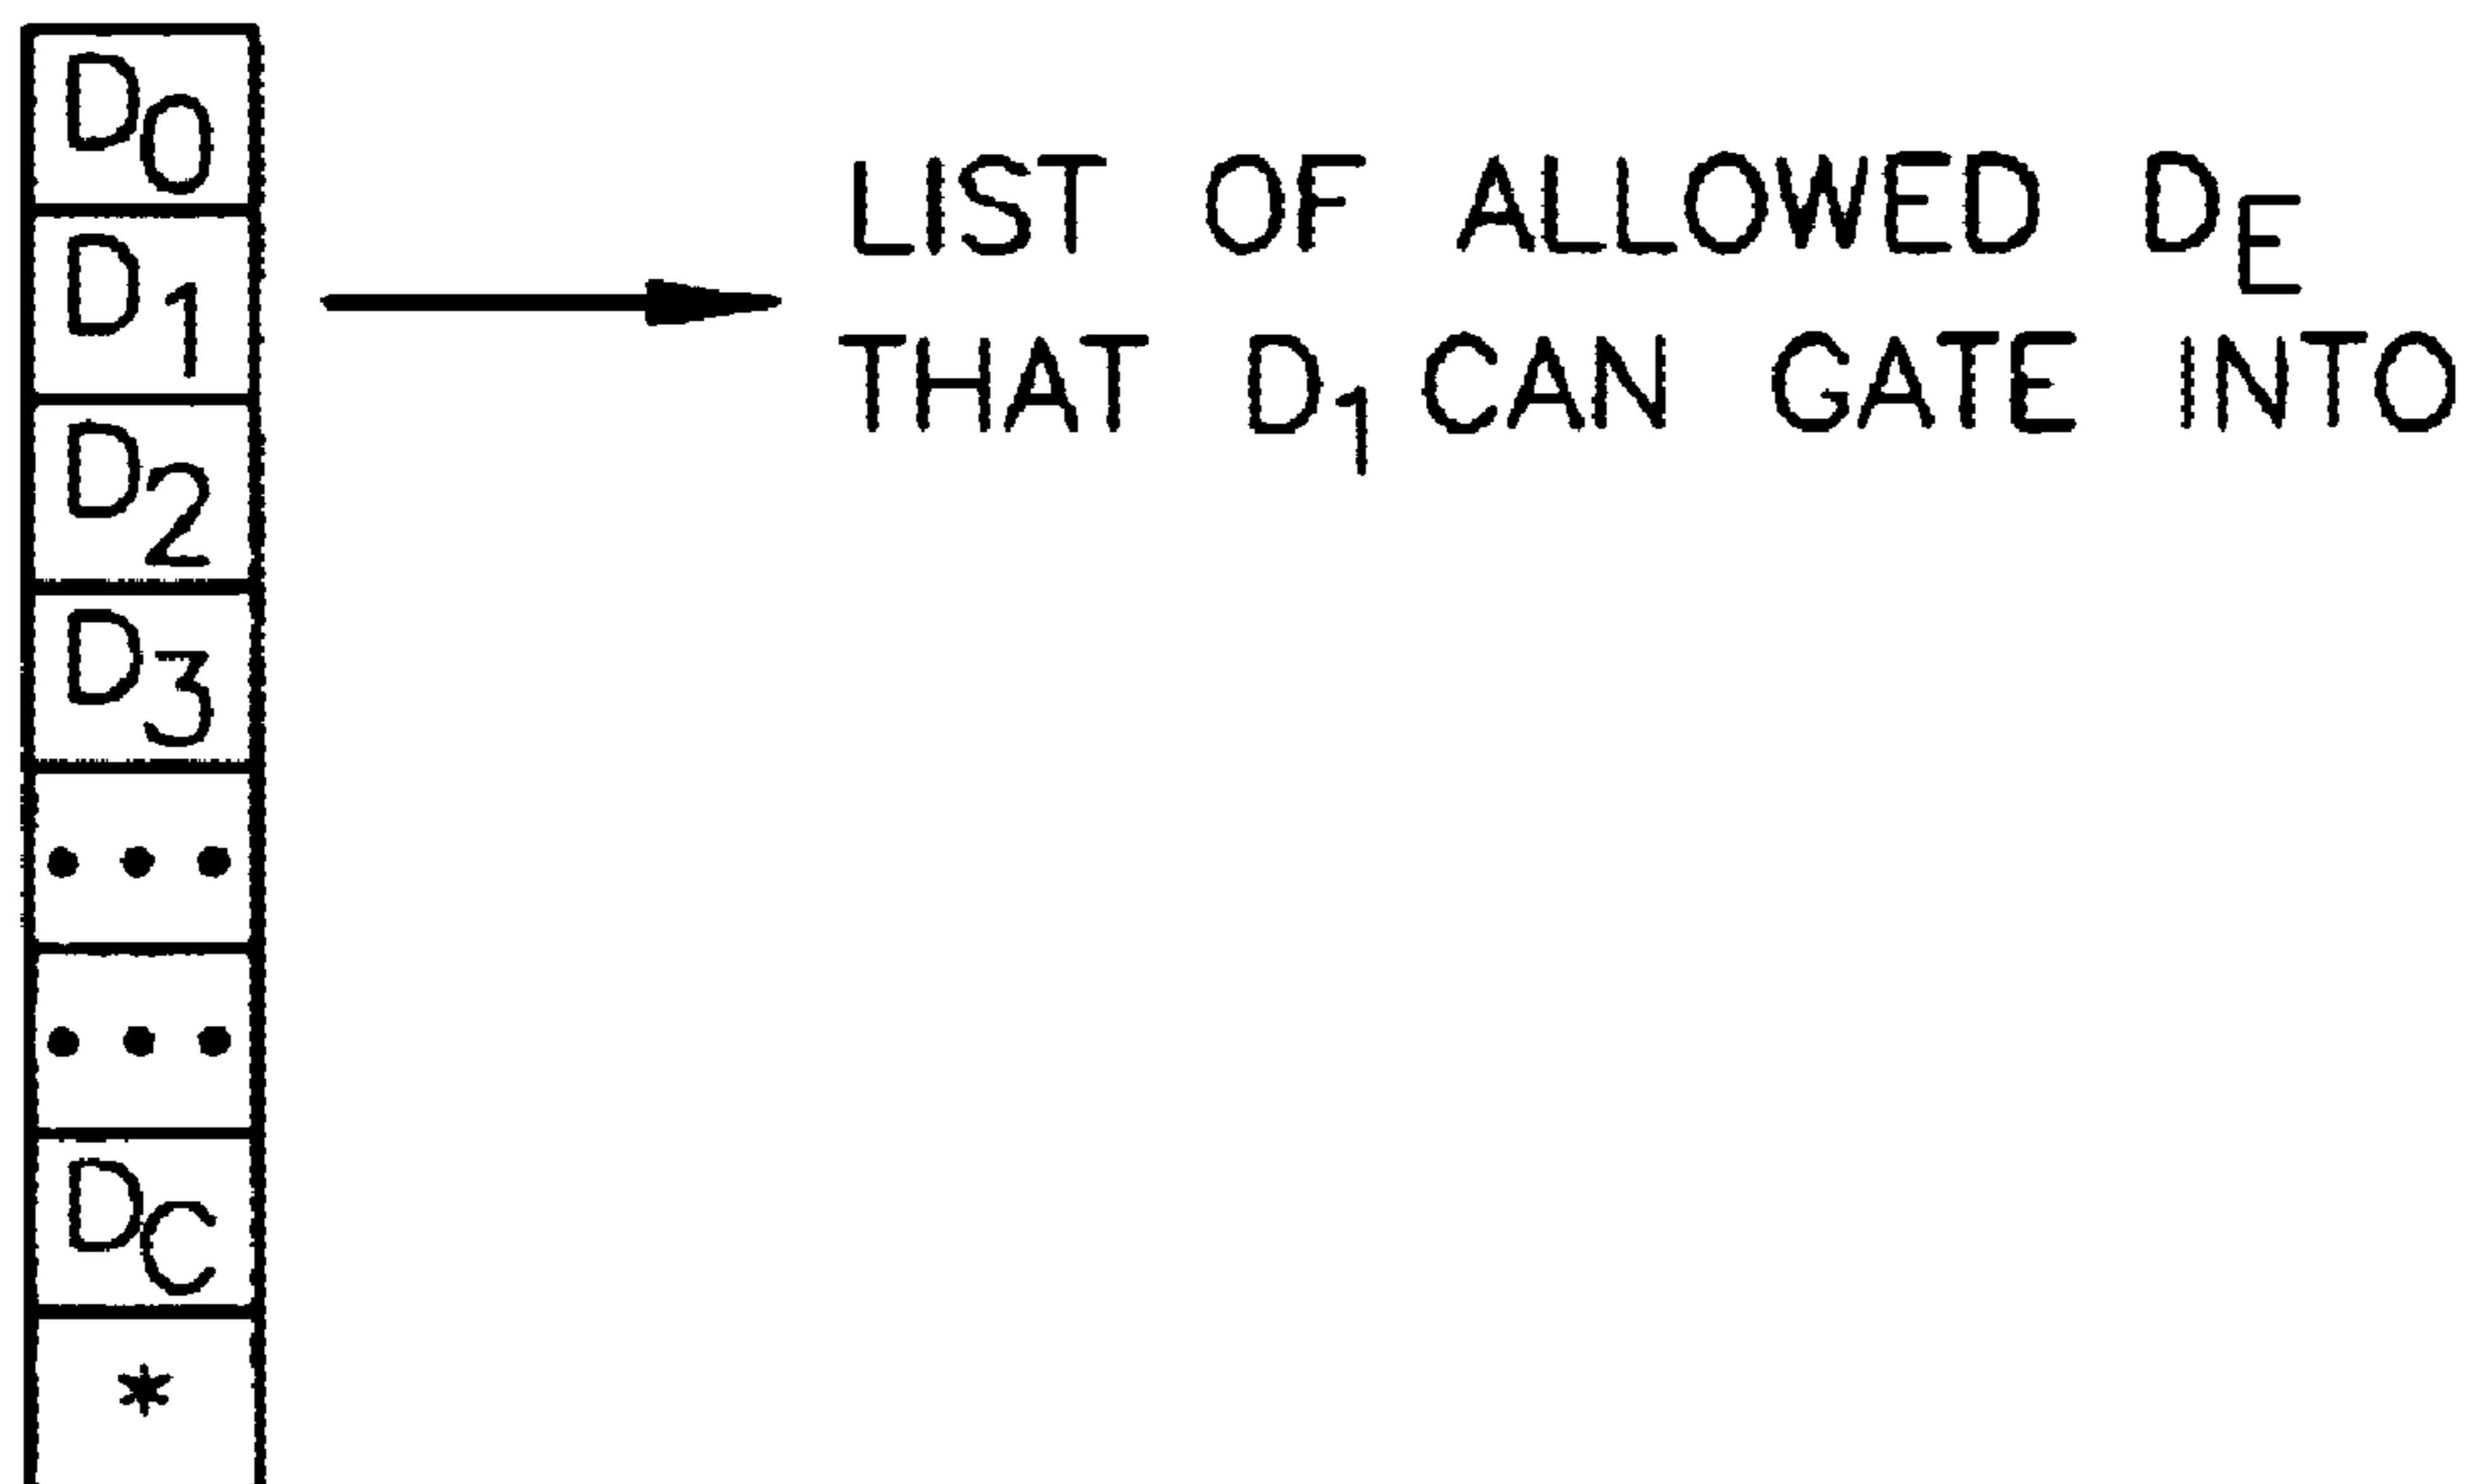 D0
D1
D2
D3
• • •
• • •
DC
*
LIST OF ALLOWED DE
THAT D1 CAN GATE INTO